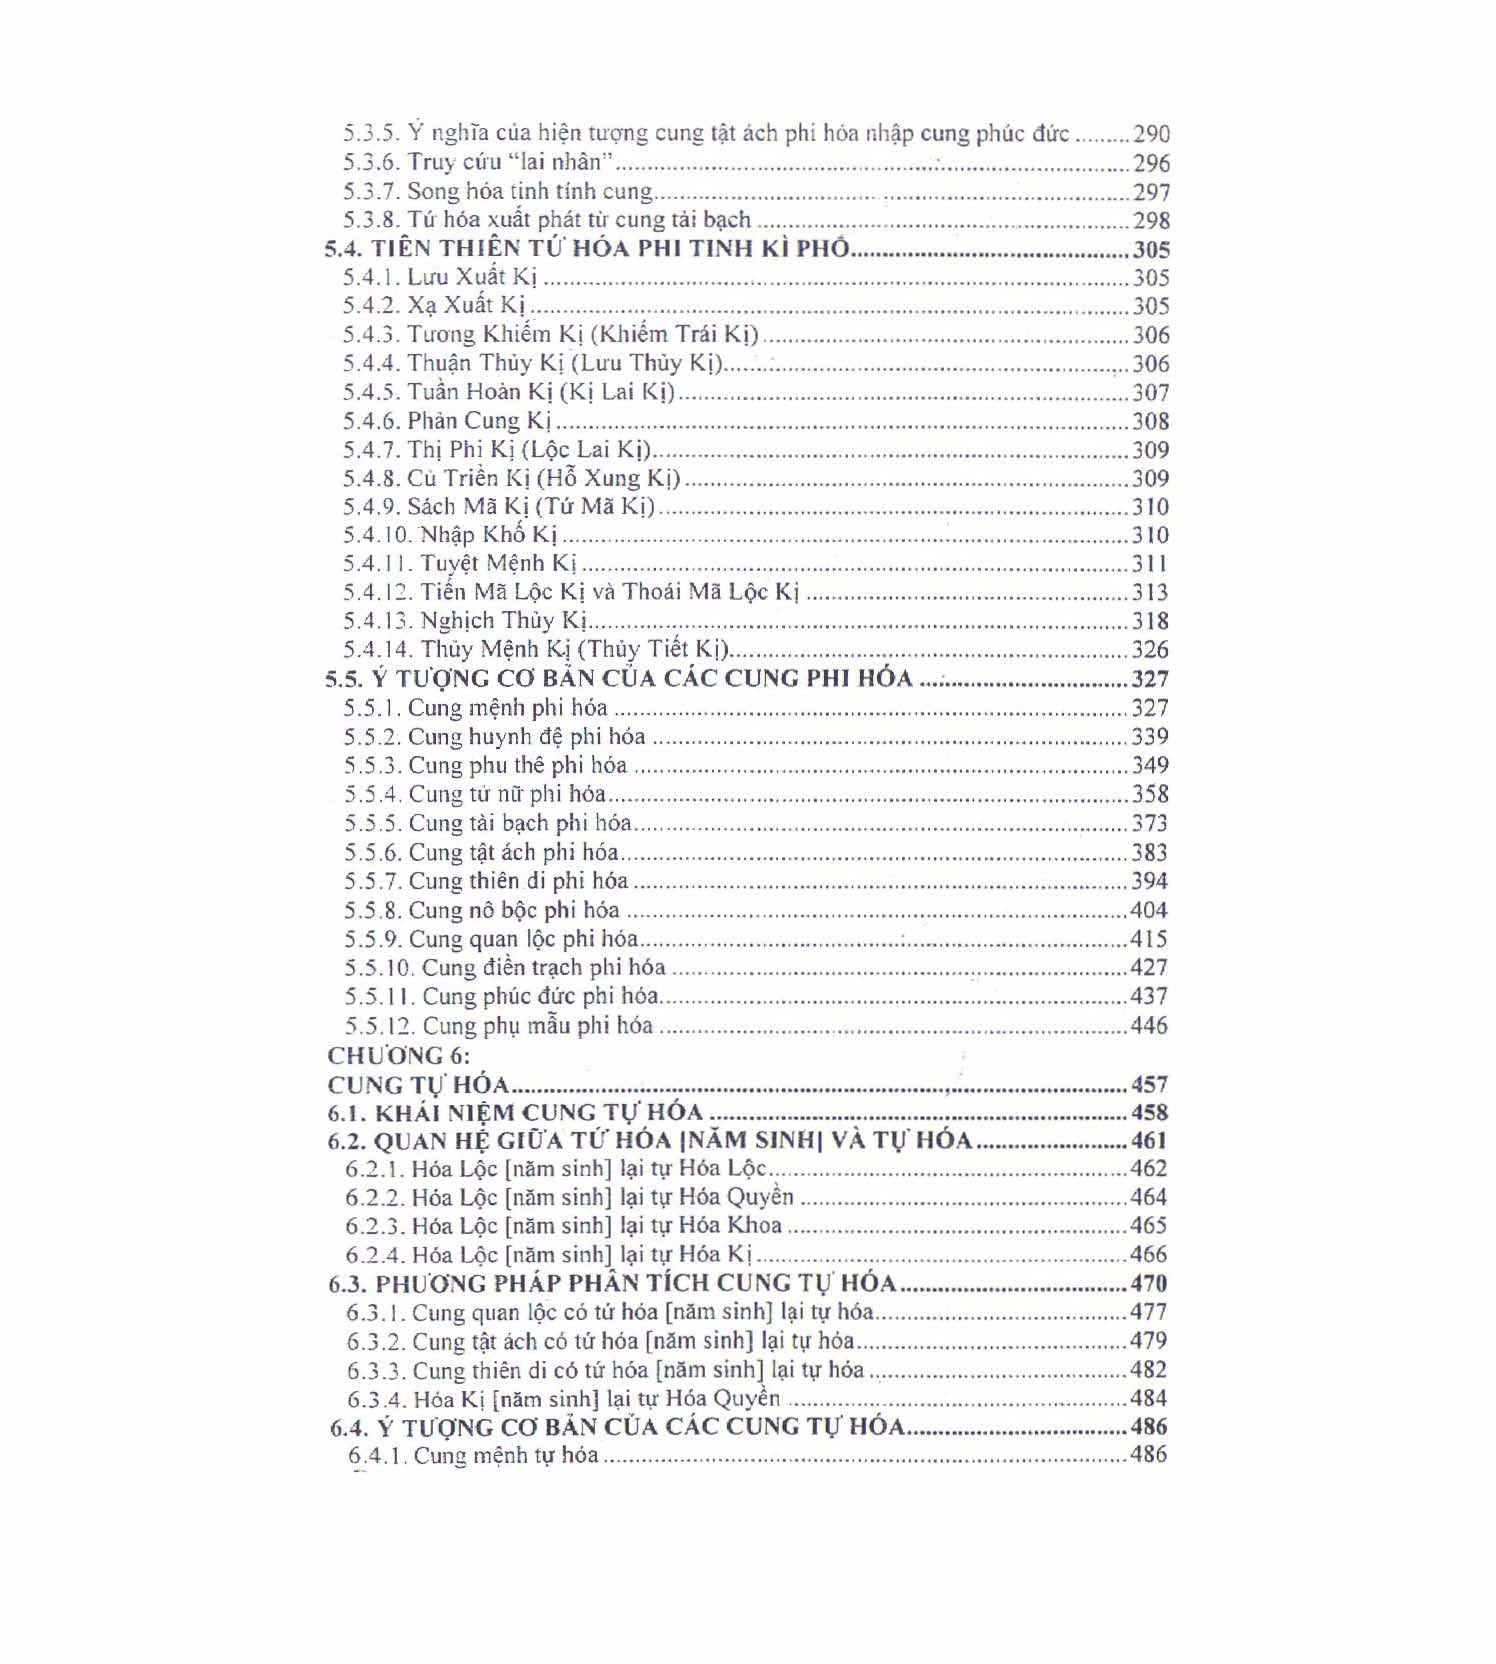 5.3.5. Ý nghĩa của hiện tượng cung tật ách phi hóa nhập cung phúc đức.........290
5.3.6. Truy cứu “lai nhân”.........296
5.3.7. Song hóa tinh tính cung.........297
5.3.8. Tứ hóa xuất phát từ cung tài bạch.........298
5.4. TIÊN THIÊN TỨ HÓA PHI TINH KÌ PHỔ.........305
5.4.1. Lưu Xuất Kị.........305
5.4.2. Xạ Xuất Kị.........305
5.4.3. Tương Khiếm Kị (Khiếm Trái Kị).........306
5.4.4. Thuận Thủy Kị (Lưu Thủy Kị).........306
5.4.5. Tuần Hoàn Kị (Kị Lai Kị).........307
5.4.6. Phản Cung Kị.........308
5.4.7. Thị Phi Kị (Lộc Lai Kị).........309
5.4.8. Củ Triền Kị (Hỗ Xung Kị).........309
5.4.9. Sách Mã Kị (Tứ Mã Kị).........310
5.4.10. Nhập Khố Kị.........310
5.4.11. Tuyệt Mệnh Kị.........311
5.4.12. Tiến Mã Lộc Kị và Thoái Mã Lộc Kị.........313
5.4.13. Nghịch Thủy Kị.........318
5.4.14. Thủy Mệnh Kị (Thủy Tiết Kị).........326
5.5. Ý TƯỢNG CƠ BẢN CỦA CÁC CUNG PHI HÓA.........327
5.5.1. Cung mệnh phi hóa.........327
5.5.2. Cung huynh đệ phi hóa.........339
5.5.3. Cung phu thê phi hóa.........349
5.5.4. Cung tử nữ phi hóa.........358
5.5.5. Cung tài bạch phi hóa.........373
5.5.6. Cung tật ách phi hóa.........383
5.5.7. Cung thiên di phi hóa.........394
5.5.8. Cung nô bộc phi hóa.........404
5.5.9. Cung quan lộc phi hóa.........415
5.5.10. Cung điền trạch phi hóa.........427
5.5.11. Cung phúc đức phi hóa.........437
5.5.12. Cung phụ mẫu phi hóa.........446
CHƯƠNG 6:
CUNG TỰ HÓA.........457
6.1. KHÁI NIỆM CUNG TỰ HÓA.........458
6.2. QUAN HỆ GIỮA TỨ HÓA [NĂM SINH] VÀ TỰ HÓA.........461
6.2.1. Hóa Lộc [năm sinh] lại tự Hóa Lộc.........462
6.2.2. Hóa Lộc [năm sinh] lại tự Hóa Quyền.........464
6.2.3. Hóa Lộc [năm sinh] lại tự Hóa Khoa.........465
6.2.4. Hóa Lộc [năm sinh] lại tự Hóa Kị.........466
6.3. PHƯƠNG PHÁP PHÂN TÍCH CUNG TỰ HÓA.........470
6.3.1. Cung quan lộc có tứ hóa [năm sinh] lại tự hóa.........477
6.3.2. Cung tật ách có tứ hóa [năm sinh] lại tự hóa.........479
6.3.3. Cung thiên di có tứ hóa [năm sinh] lại tự hóa.........482
6.3.4. Hóa Kị [năm sinh] lại tự Hóa Quyền.........484
6.4. Ý TƯỢNG CƠ BẢN CỦA CÁC CUNG TỰ HÓA.........486
6.4.1. Cung mệnh tự hóa.........486